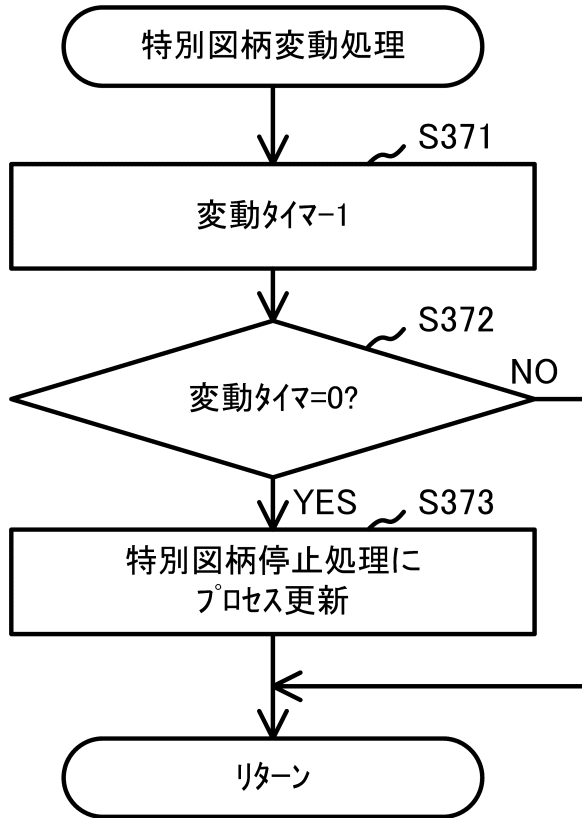 特別図柄変動処理
S371
変動ﾀｲﾏ-1
S372
変動ﾀｲﾏ=0?
NO
YES
S373
特別図柄停止処理に
ﾌﾟﾛｾｽ更新
ﾘﾀｰﾝ